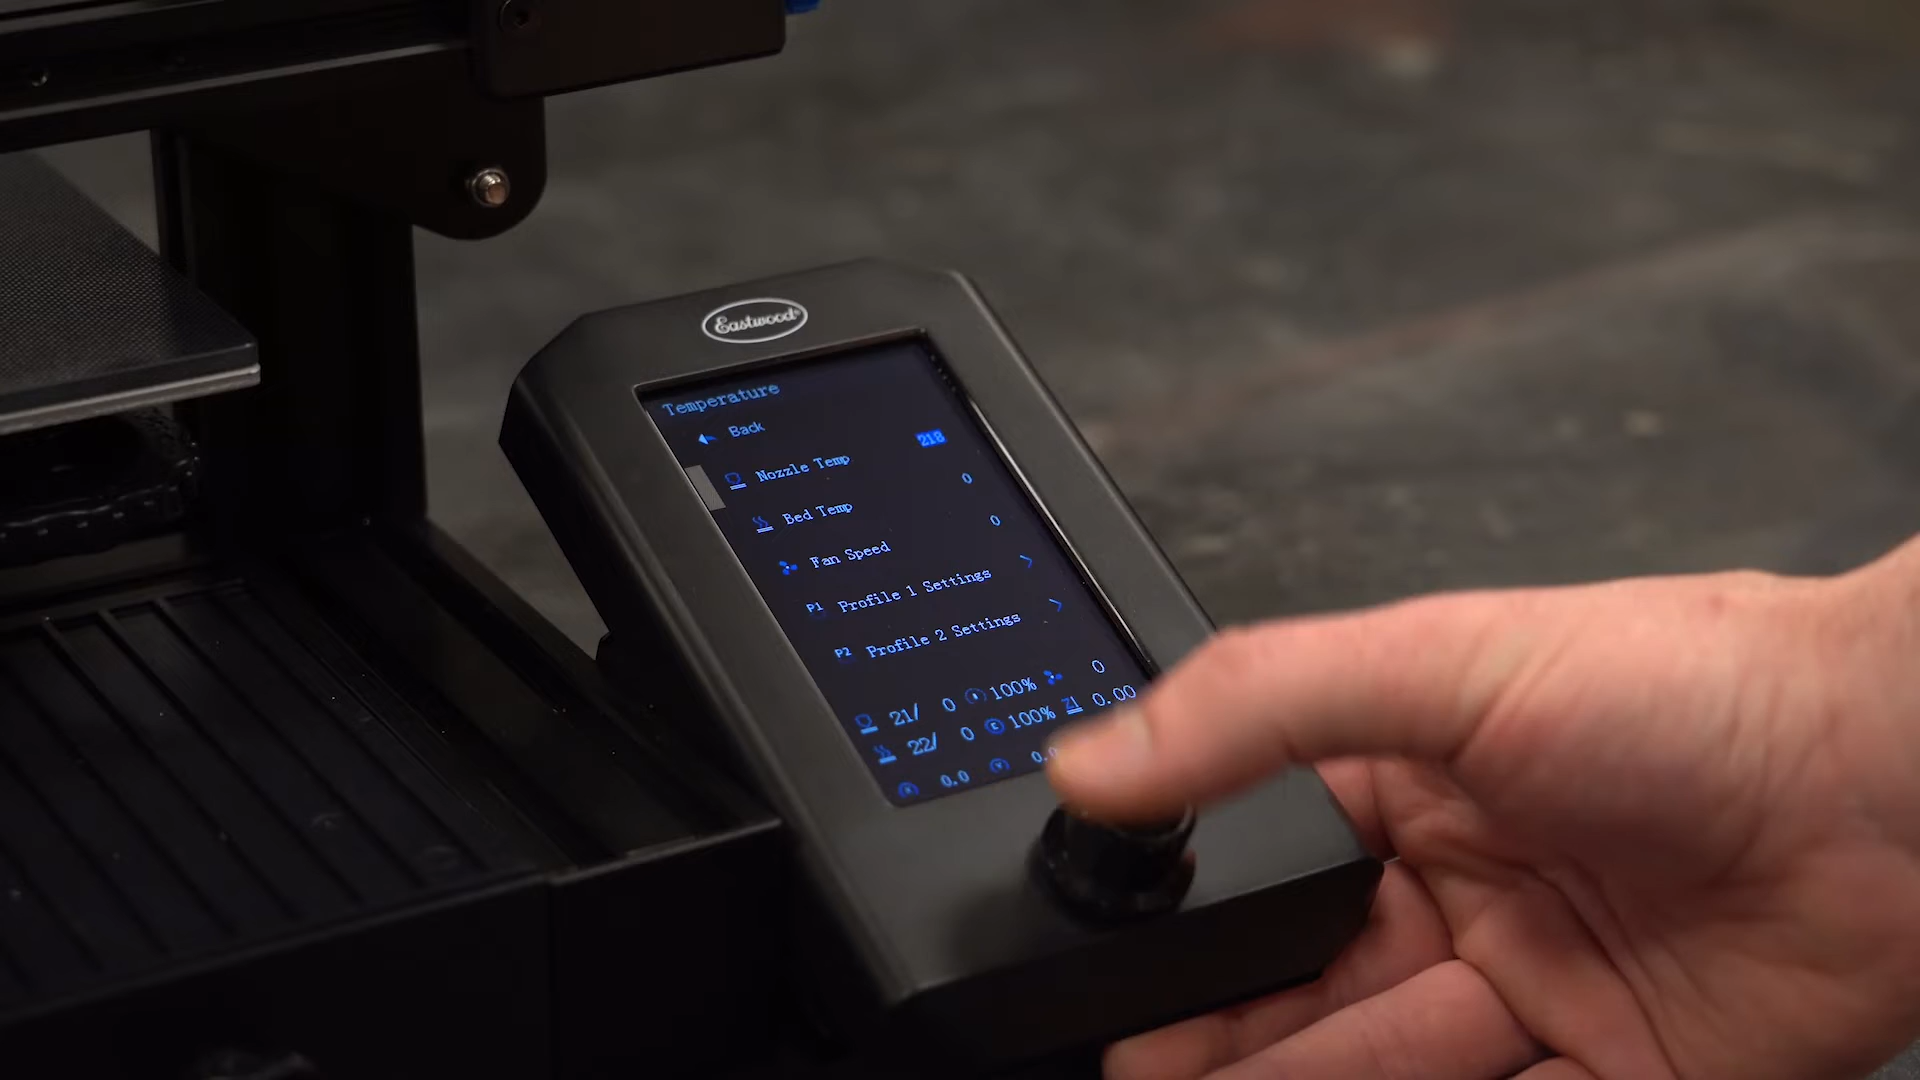 Eastwood®
Temperature
Back
Nozzle Temp 218
Bed Temp 0
Fan Speed 0
P1 Profile 1 Settings
P2 Profile 2 Settings
21/ 0 100% 0
22/ 0 E 100% 0.00
X 0.0 Y